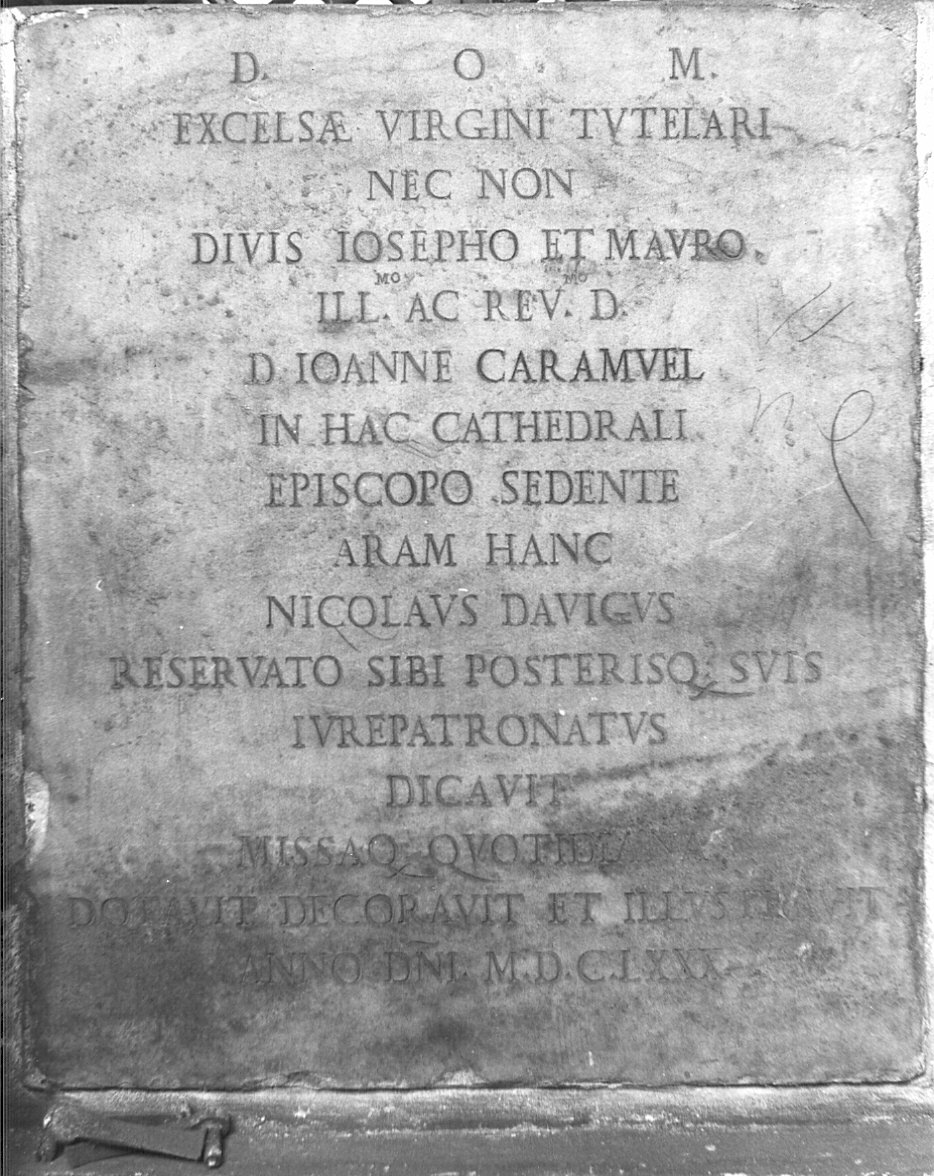 D. O M.
EXCELSÆ VIRGINI TVTELARI
NEC NON
DIVIS IOSEPHO ET MAVRO.
ILL.MO AC REV.MO D.
D IOANNE CARAMVEL
IN HAC CATHEDRALI
EPISCOPO SEDENTE
ARAM HANC
NICOLAVS DAVIGVS
RESERVATO SIBI POSTERISQ; SVIS
IVREPATRONATVS
DICAVIT
MISSAQ; QVOTIDIANA
DOTAVIT DECORAVIT ET ILLVSTRAVIT
ANNO DÑI. M.D.C.LXXX